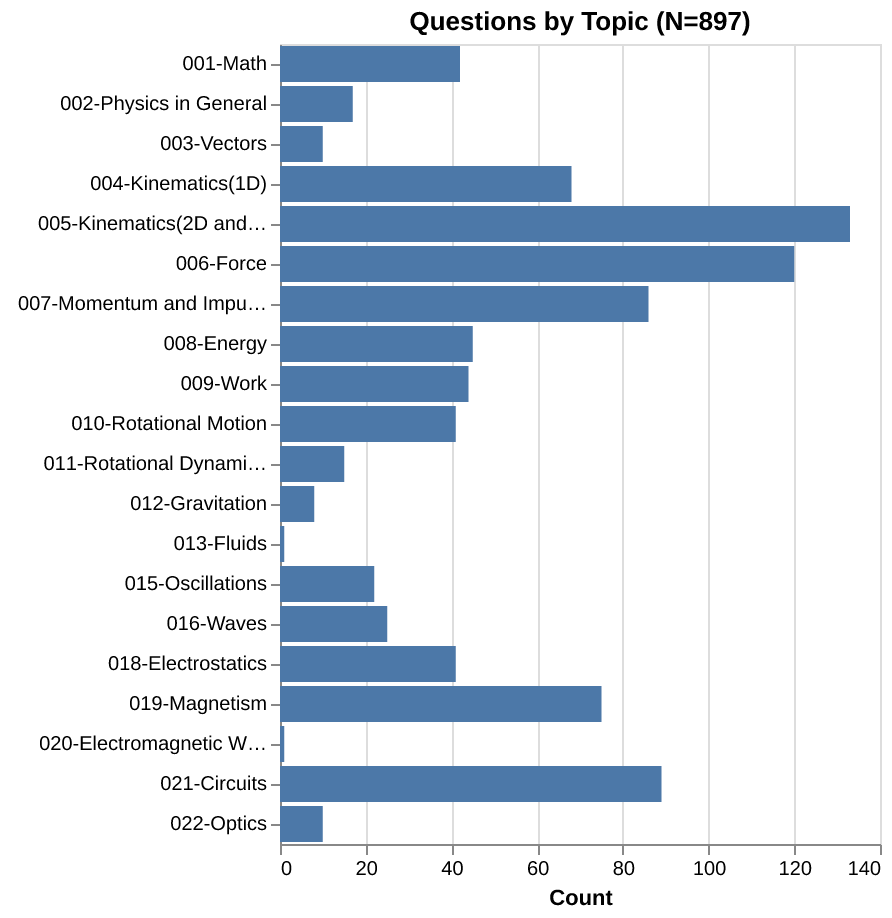 Questions by Topic (N=897)
001-Math
002-Physics in General
003-Vectors
004-Kinematics(1D)
005-Kinematics(2D and…
006-Force
007-Momentum and Impu…
008-Energy
009-Work
010-Rotational Motion
011-Rotational Dynami…
012-Gravitation
013-Fluids
015-Oscillations
016-Waves
018-Electrostatics
019-Magnetism
020-Electromagnetic W…
021-Circuits
022-Optics
0 20 40 60 80 100 120 140
Count